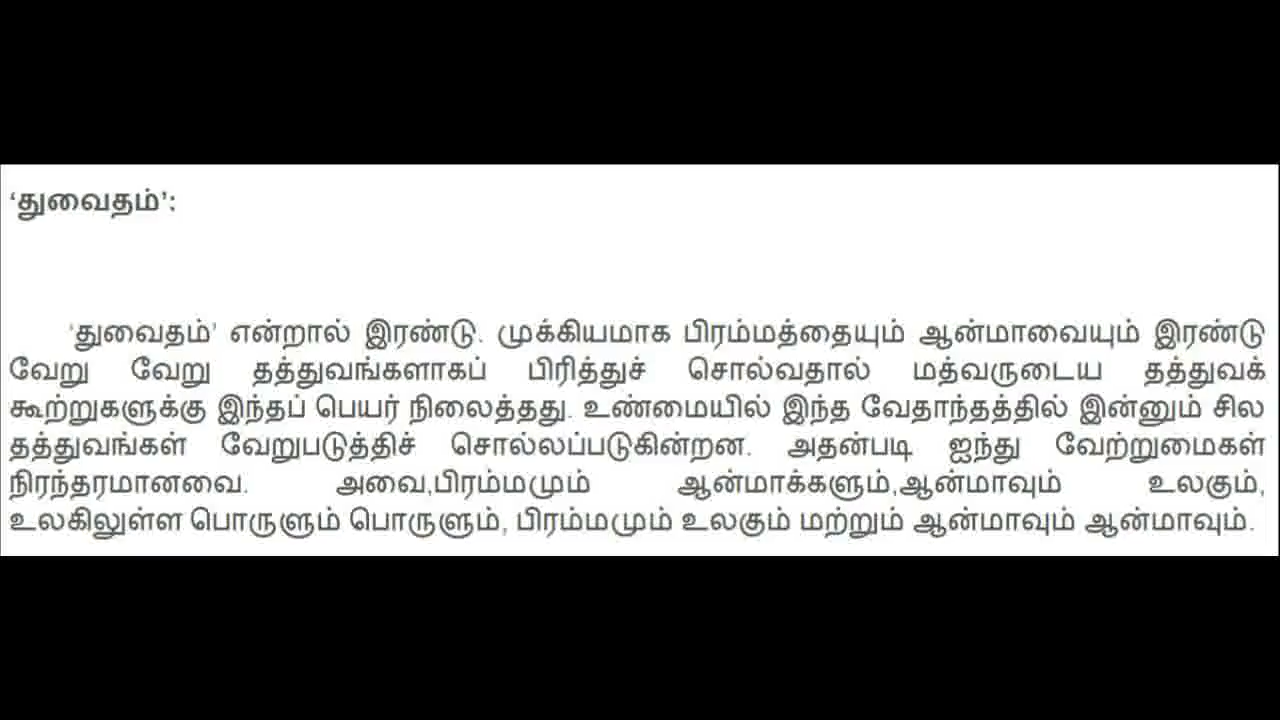 ‘துவைதம்’:
‘துவைதம்’ என்றால் இரண்டு. முக்கியமாக பிரம்மத்தையும் ஆன்மாவையும் இரண்டு
வேறு வேறு தத்துவங்களாகப் பிரித்துச் சொல்வதால் மத்வருடைய தத்துவக்
கூற்றுகளுக்கு இந்தப் பெயர் நிலைத்தது. உண்மையில் இந்த வேதாந்தத்தில் இன்னும் சில
தத்துவங்கள் வேறுபடுத்திச் சொல்லப்படுகின்றன. அதன்படி ஐந்து வேற்றுமைகள்
நிரந்தரமானவை. அவை,பிரம்மமும் ஆன்மாக்களும்,ஆன்மாவும் உலகும்,
உலகிலுள்ள பொருளும் பொருளும், பிரம்மமும் உலகும் மற்றும் ஆன்மாவும் ஆன்மாவும்.